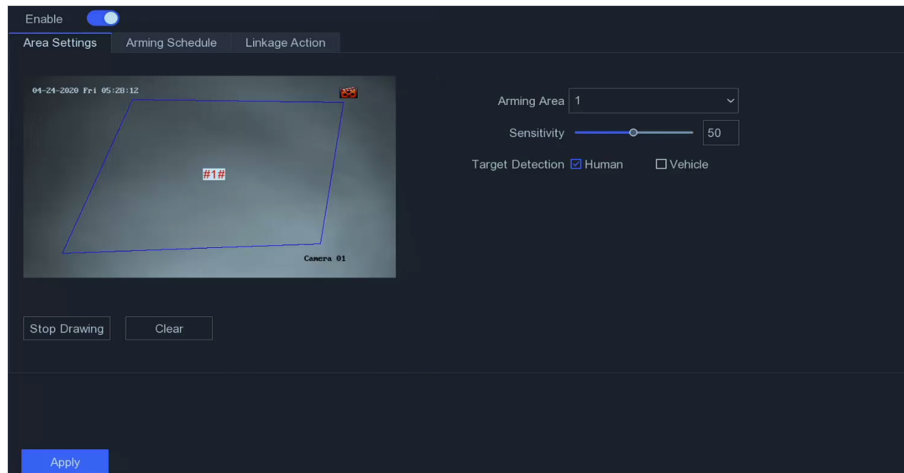 Enable
Area Settings Arming Schedule Linkage Action
04-24-2020 Fri 05:28:12
Arming Area 1
Sensitivity 50
Target Detection Human Vehicle
#1#
Camera 01
Stop Drawing Clear
Apply